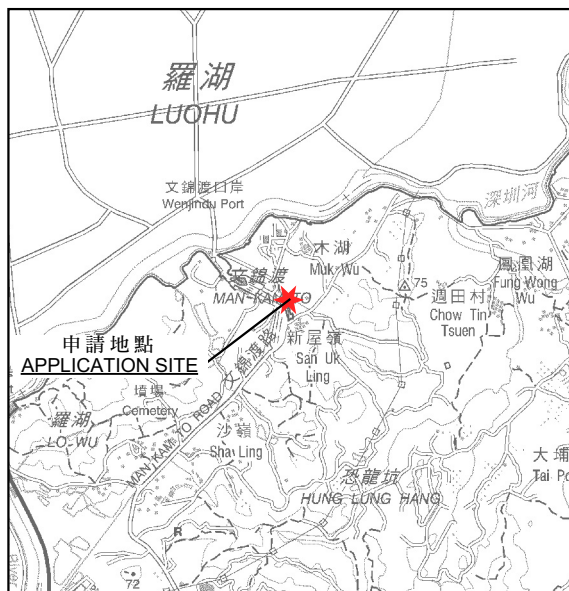 羅湖
LUOHU
文錦渡口岸
Wenjindu Port
深圳河
木湖
Muk Wu
文錦渡
MAN KAM TO
75
鳳凰湖
Fung Wong
Wu
週田村
Chow Tin
Tsuen
新屋嶺
San Uk
Ling
申請地點
APPLICATION SITE
文錦渡路
MAN KAM TO ROAD
墳場
Cemetery
羅湖
LO WU
沙嶺
Sha Ling
大埔
Tai Po
恐龍坑
HUNG LUNG HANG
R
72
River